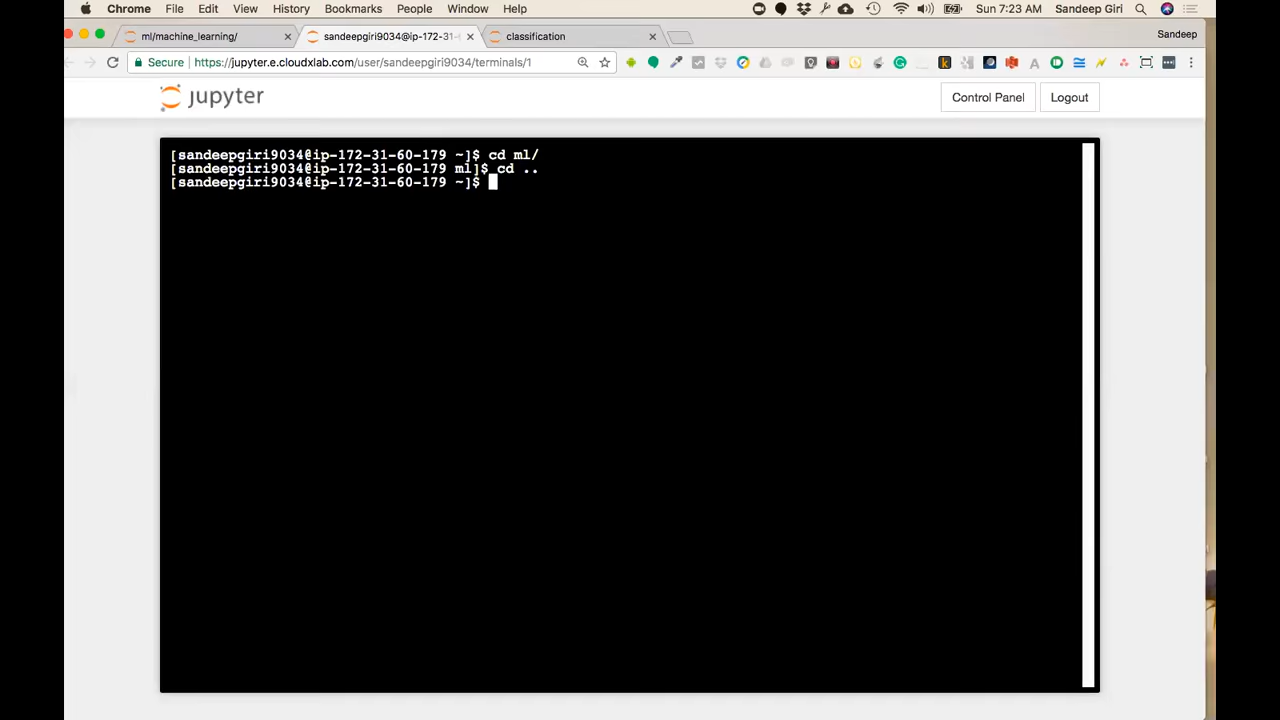 Chrome File Edit View History Bookmarks People Window Help Sun 7:23 AM Sandeep Giri
ml/machine_learning/ sandeepgiri9034@ip-172-31- classification Sandeep
Secure https://jupyter.e.cloudxlab.com/user/sandeepgiri9034/terminals/1
jupyter Control Panel Logout
[sandeepgiri9034@ip-172-31-60-179 ~]$ cd ml/
[sandeepgiri9034@ip-172-31-60-179 ml]$ cd ..
[sandeepgiri9034@ip-172-31-60-179 ~]$